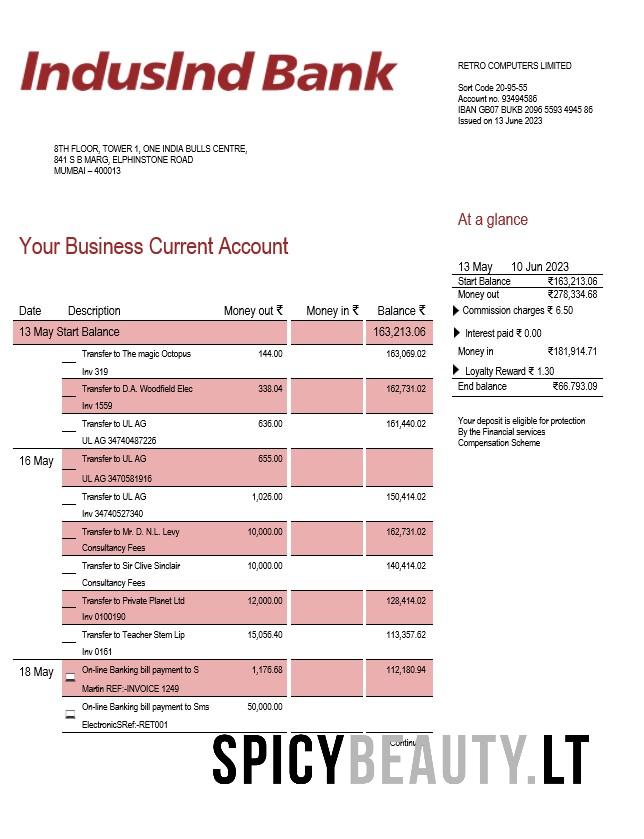 IndusInd Bank
RETRO COMPUTERS LIMITED
Sort Code 20-95-55
Account no. 93494586
IBAN GB07 BUKB 2096 5593 4945 86
Issued on 13 June 2023
8TH FLOOR, TOWER 1, ONE INDIA BULLS CENTRE,
841 S B MARG, ELPHINSTONE ROAD
MUMBAI – 400013
At a glance
Your Business Current Account
13 May 10 Jun 2023
Start Balance ₹163,213.06
Money out ₹278,334.68
Commission charges ₹ 6.50
Interest paid ₹ 0.00
Money in ₹181,914.71
Loyalty Reward ₹ 1.30
End balance ₹66.793.09
Your deposit is eligible for protection
By the Financial services
Compensation Scheme
Date Description Money out ₹ Money in ₹ Balance ₹
13 May Start Balance 163,213.06
Transfer to The magic Octopus 144.00 163,069.02
Inv 319
Transfer to D.A. Woodfield Elec 338.04 162,731.02
Inv 1559
Transfer to UL AG 636.00 161,440.02
UL AG 34740487226
16 May Transfer to UL AG 655.00
UL AG 3470581916
Transfer to UL AG 1,026.00 150,414.02
Inv 34740527340
Transfer to Mr. D. N.L. Levy 10,000.00 162,731.02
Consultancy Fees
Transfer to Sir Clive Sinclair 10,000.00 140,414.02
Consultancy Fees
Transfer to Private Planet Ltd 12,000.00 128,414.02
Inv 0100190
Transfer to Teacher Stem Lip 15,056.40 113,357.62
Inv 0161
18 May On-line Banking bill payment to S 1,176.68 112,180.94
Martin REF:-INVOICE 1249
On-line Banking bill payment to Sms 50,000.00
ElectronicSRef:-RET001
SPICYBEAUTY.LT